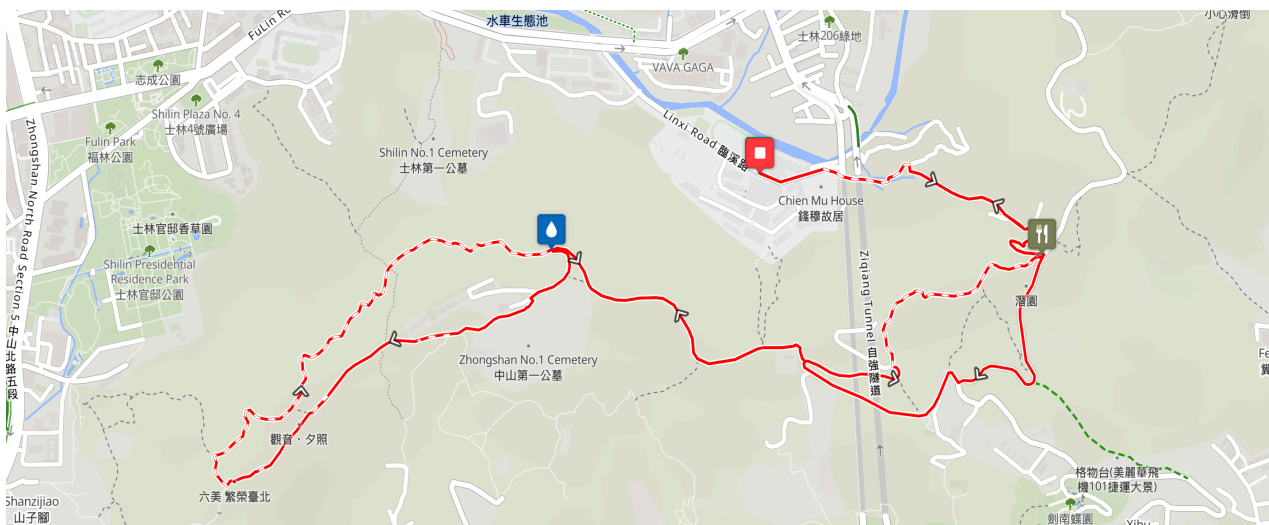 水車生態池
小心滑倒
FuLin Ro
士林206綠地
VAVA GAGA
志成公園
Shilin Plaza No. 4
士林4號廣場
Linxi Road 臨溪路
Fulin Park
福林公園
Shilin No.1 Cemetery
士林第一公墓
Zhongshan North Road Section 5 中山北路五段
Chien Mu House
錢穆故居
士林官邸香草園
Shilin Presidential
Residence Park
士林官邸公園
Ziqiang Tunnel 自強隧道
潛園
Zhongshan No.1 Cemetery
中山第一公墓
Fe
糞
觀音・夕照
六美 繁榮臺北
格物台(美麗華飛
機101捷運大景)
Shanzijiao
山子腳
劍南蝶園
Xihu